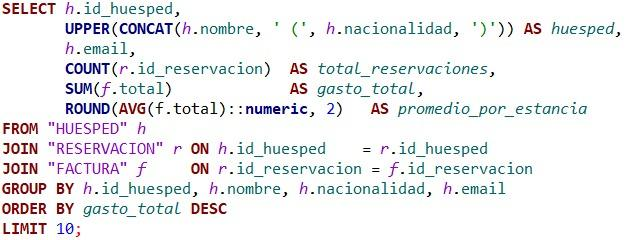 SELECT h.id_huesped,
       UPPER(CONCAT(h.nombre, ' (', h.nacionalidad, ')')) AS huesped,
       h.email,
       COUNT(r.id_reservacion)  AS total_reservaciones,
       SUM(f.total)             AS gasto_total,
       ROUND(AVG(f.total)::numeric, 2)   AS promedio_por_estancia
FROM "HUESPED" h
JOIN "RESERVACION" r ON h.id_huesped    = r.id_huesped
JOIN "FACTURA" f     ON r.id_reservacion = f.id_reservacion
GROUP BY h.id_huesped, h.nombre, h.nacionalidad, h.email
ORDER BY gasto_total DESC
LIMIT 10;